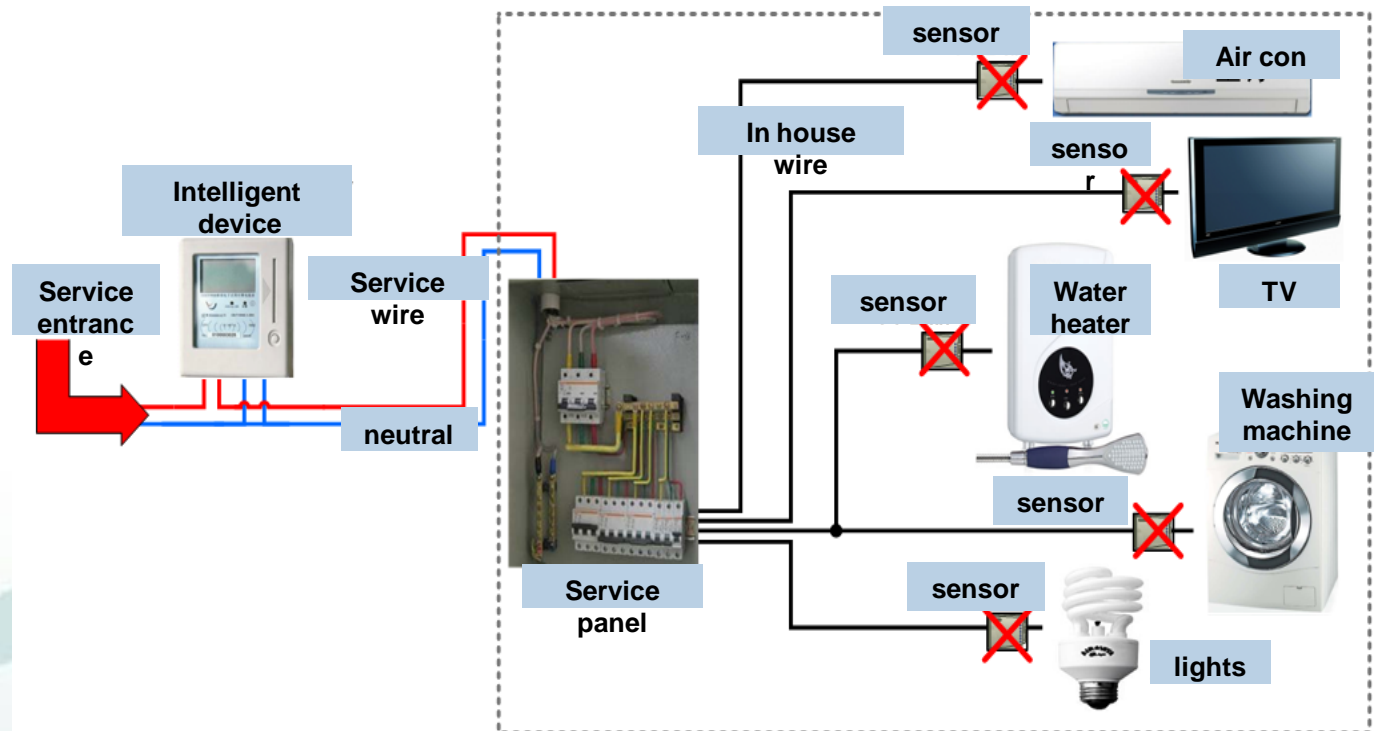 sensor
Air con
In house
wire
senso
r
Intelligent
device
Service
entranc
e
Service
wire
sensor
Water
heater
TV
neutral
Washing
machine
sensor
Service
panel
sensor
lights